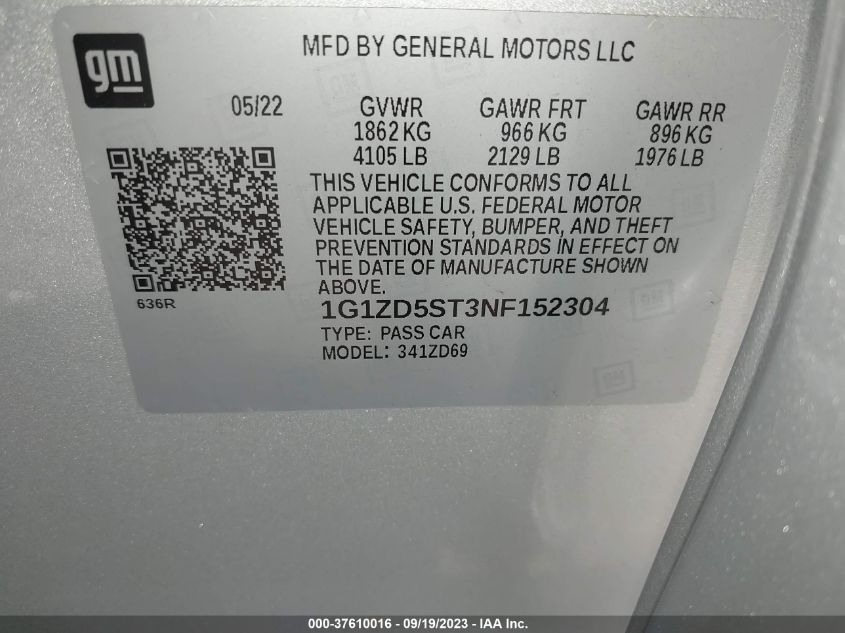 gm
MFD BY GENERAL MOTORS LLC
05/22 GVWR GAWR FRT GAWR RR
1862 KG 966 KG 896 KG
4105 LB 2129 LB 1976 LB
THIS VEHICLE CONFORMS TO ALL
APPLICABLE U.S. FEDERAL MOTOR
VEHICLE SAFETY, BUMPER, AND THEFT
PREVENTION STANDARDS IN EFFECT ON
THE DATE OF MANUFACTURE SHOWN
ABOVE.
636R
1G1ZD5ST3NF152304
TYPE: PASS CAR
MODEL: 341ZD69
000-37610016 - 09/19/2023 - IAA Inc.